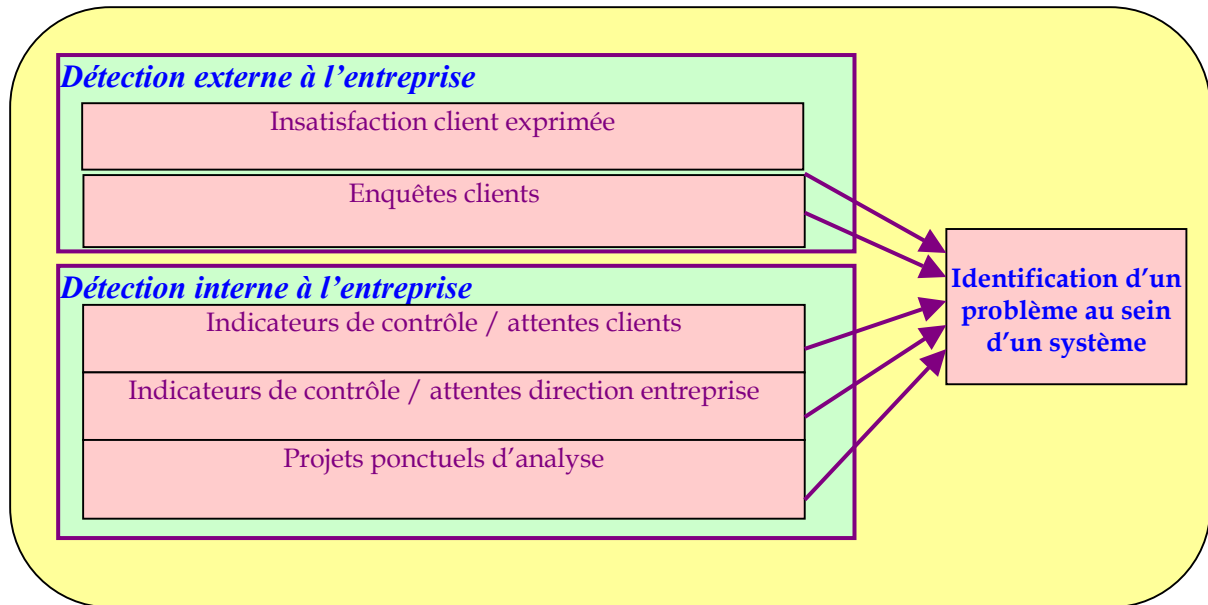 Détection externe à l’entreprise
Insatisfaction client exprimée
Enquêtes clients
Détection interne à l’entreprise
Indicateurs de contrôle / attentes clients
Indicateurs de contrôle / attentes direction entreprise
Projets ponctuels d’analyse
Identification d’un
problème au sein
d’un système